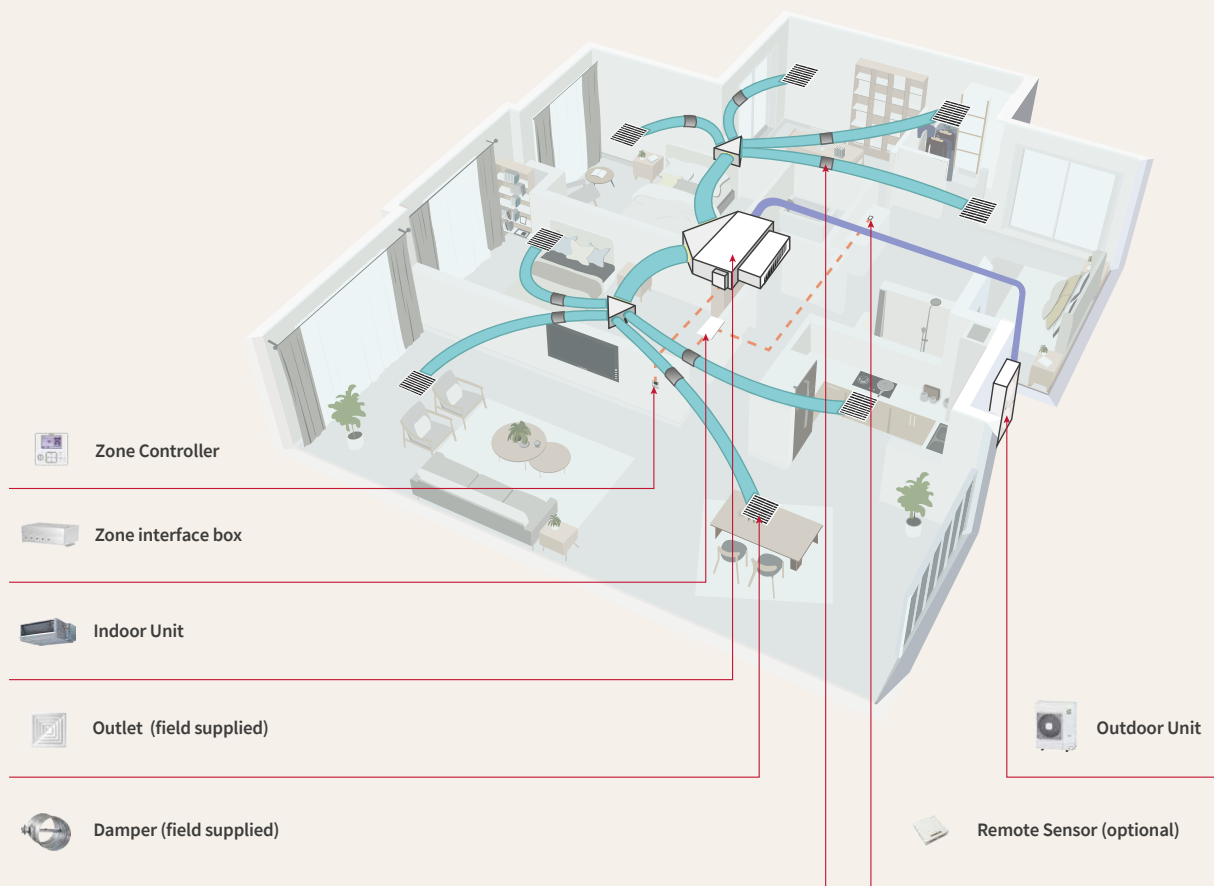 Zone Controller
Zone interface box
Indoor Unit
Outlet (field supplied)
Outdoor Unit
Damper (field supplied)
Remote Sensor (optional)